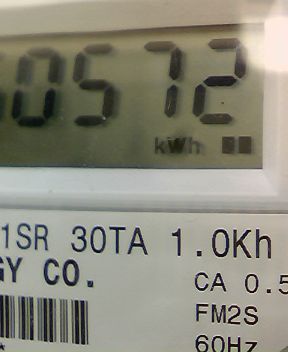 0572
kWh
1SR 30TA 1.0Kh
GY CO.
CA 0.5
FM2S
60Hz